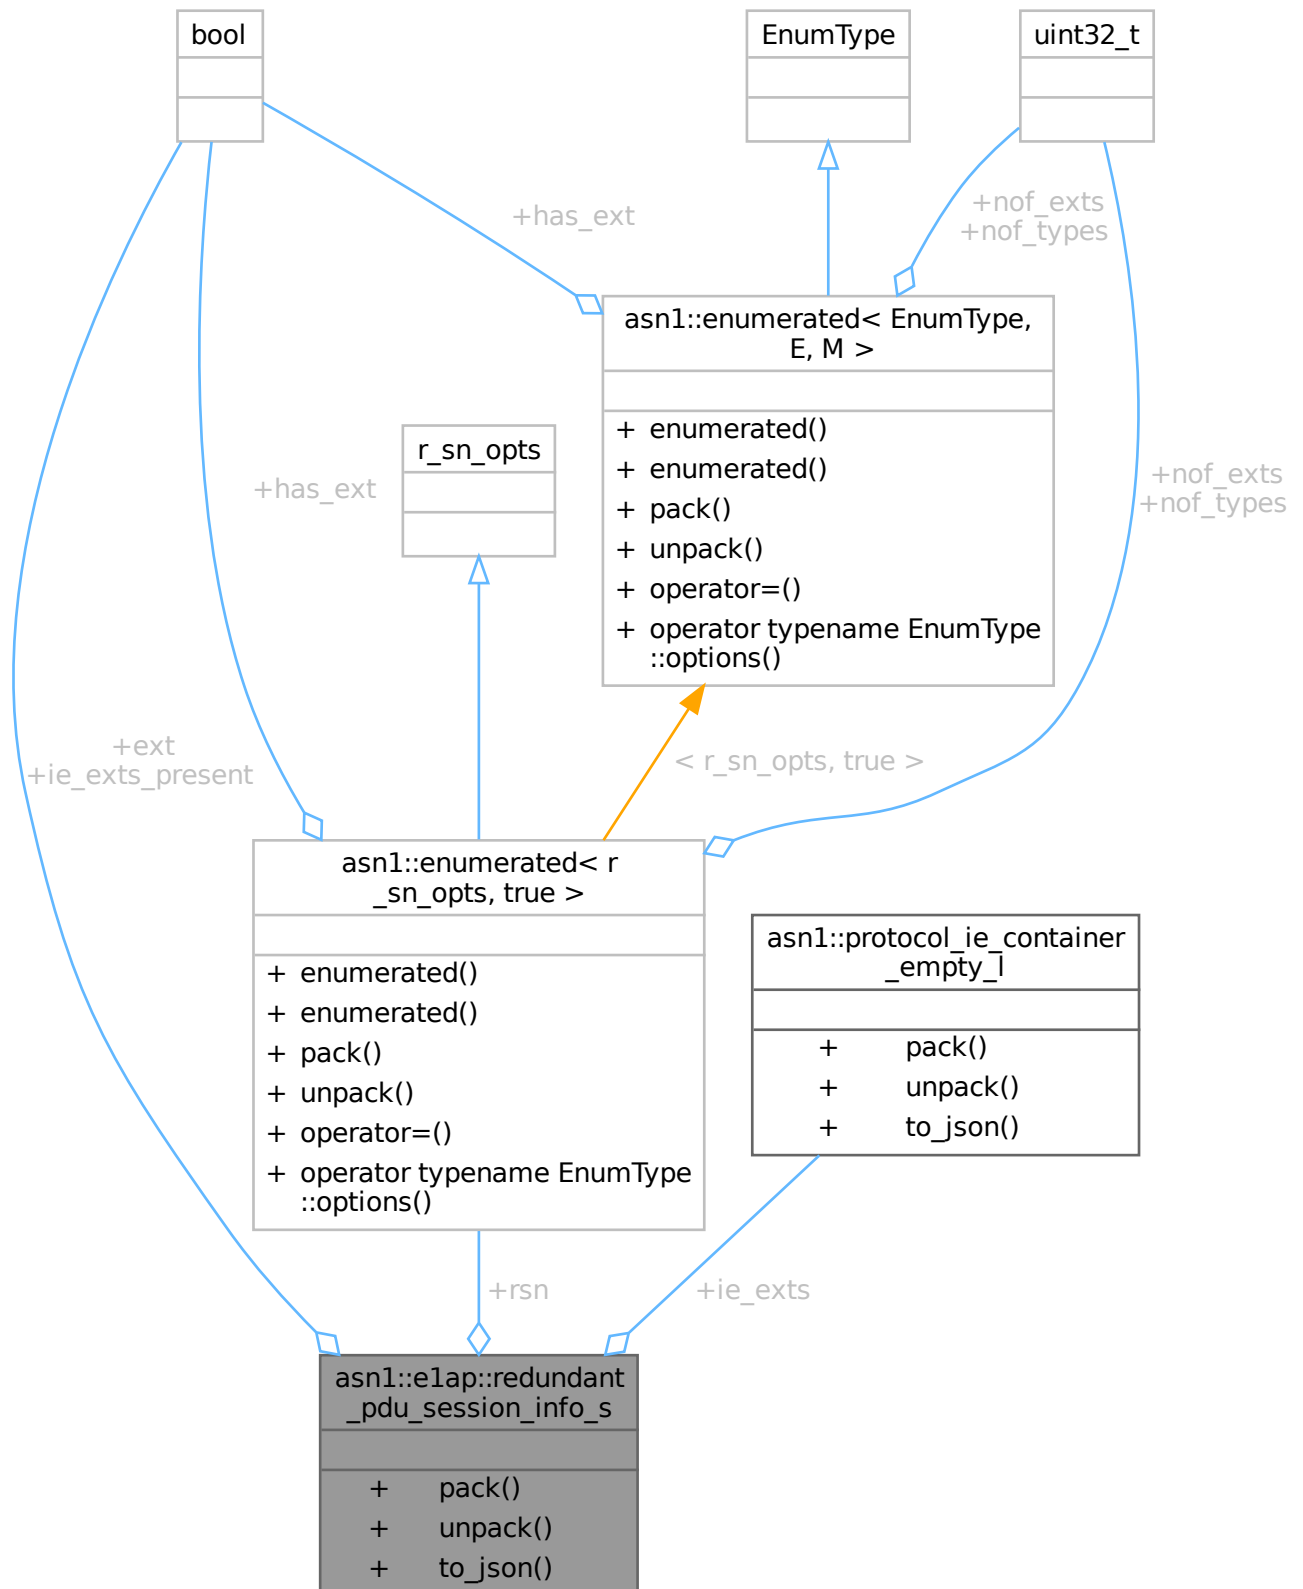 bool
EnumType
uint32_t
+has_ext
+nof_exts
+nof_types
asn1::enumerated< EnumType,
E, M >
+ enumerated()
+ enumerated()
+ pack()
+ unpack()
+ operator=()
+ operator typename EnumType
::options()
r_sn_opts
+has_ext
+nof_exts
+nof_types
+ext
+ie_exts_present
< r_sn_opts, true >
asn1::enumerated< r
_sn_opts, true >
+ enumerated()
+ enumerated()
+ pack()
+ unpack()
+ operator=()
+ operator typename EnumType
::options()
asn1::protocol_ie_container
_empty_l
+ pack()
+ unpack()
+ to_json()
+rsn
+ie_exts
asn1::e1ap::redundant
_pdu_session_info_s
+ pack()
+ unpack()
+ to_json()